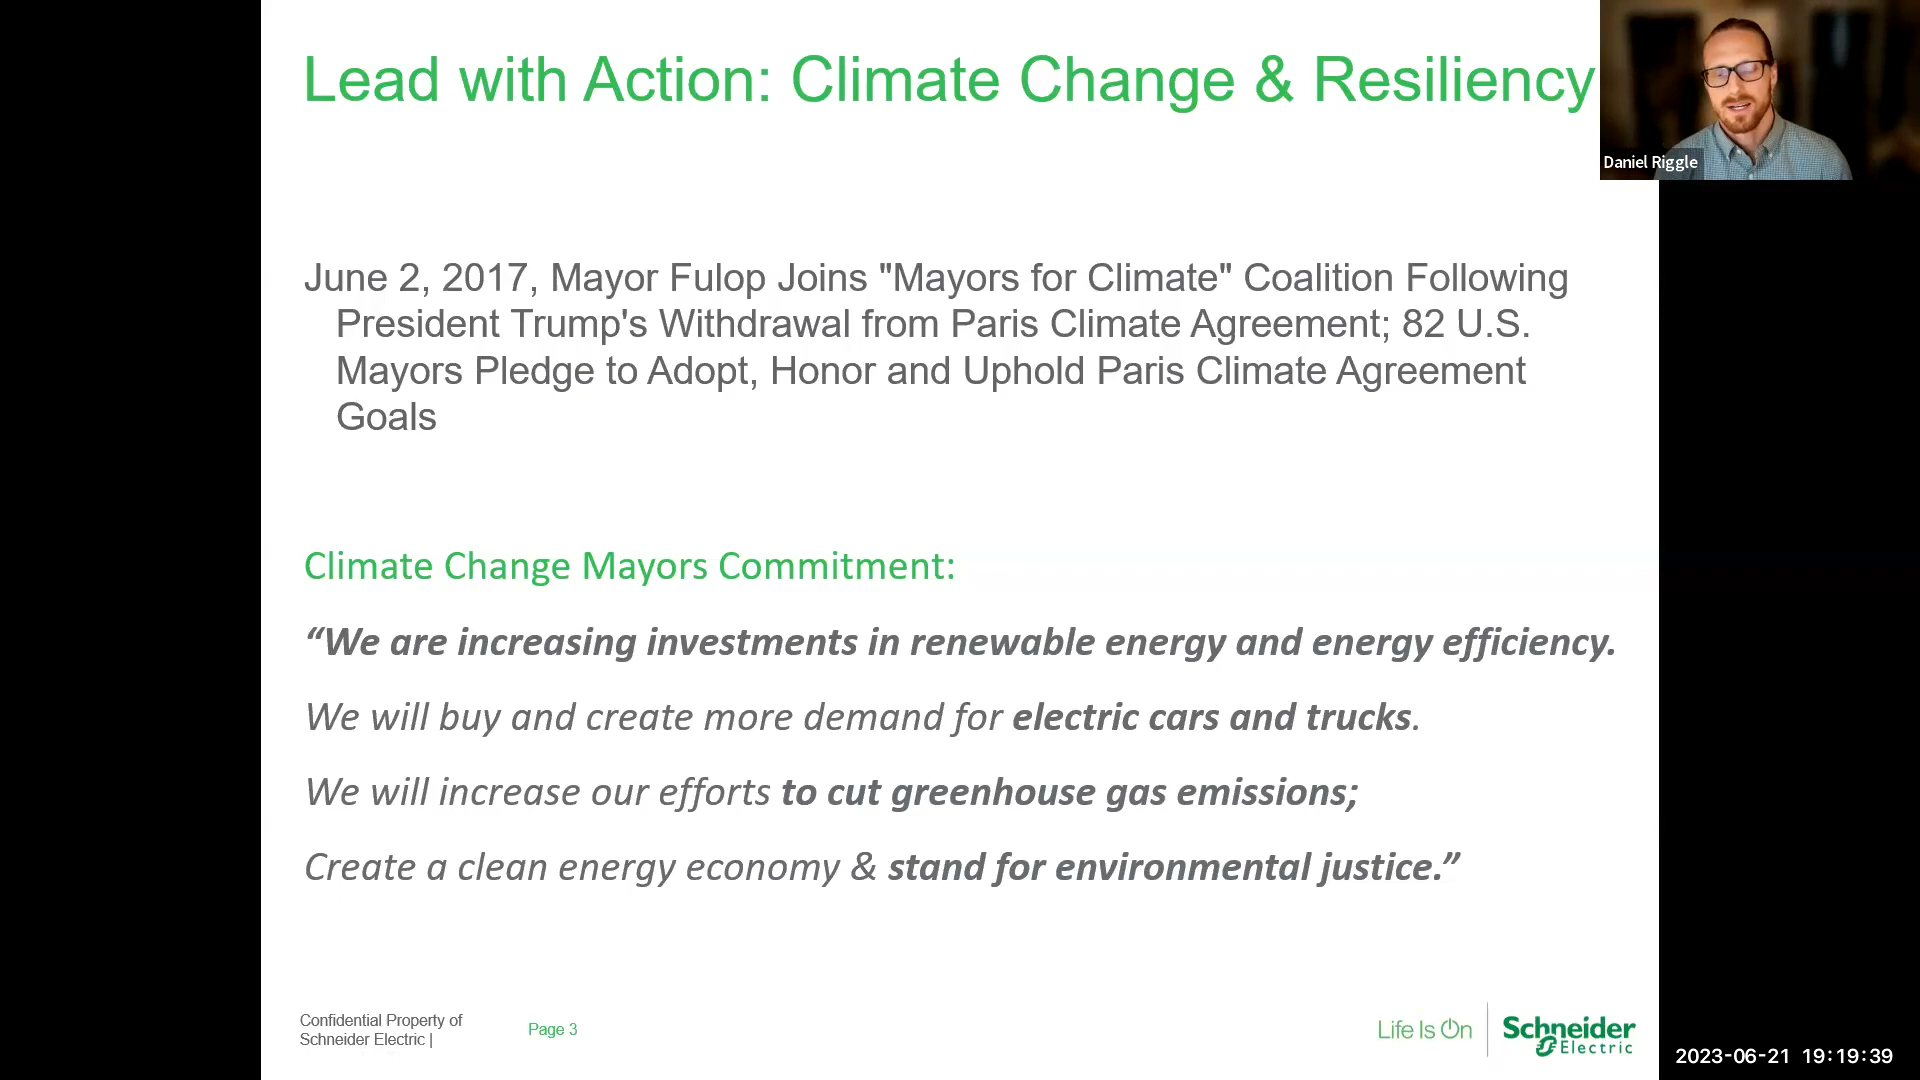 Lead with Action: Climate Change & Resiliency
Daniel Riggle
June 2, 2017, Mayor Fulop Joins "Mayors for Climate" Coalition Following
President Trump's Withdrawal from Paris Climate Agreement; 82 U.S.
Mayors Pledge to Adopt, Honor and Uphold Paris Climate Agreement
Goals
Climate Change Mayors Commitment:
“We are increasing investments in renewable energy and energy efficiency.
We will buy and create more demand for electric cars and trucks.
We will increase our efforts to cut greenhouse gas emissions;
Create a clean energy economy & stand for environmental justice.”
Confidential Property of
Schneider Electric |
Page 3
Life Is On
Schneider
Electric
2023-06-21 19:19:39